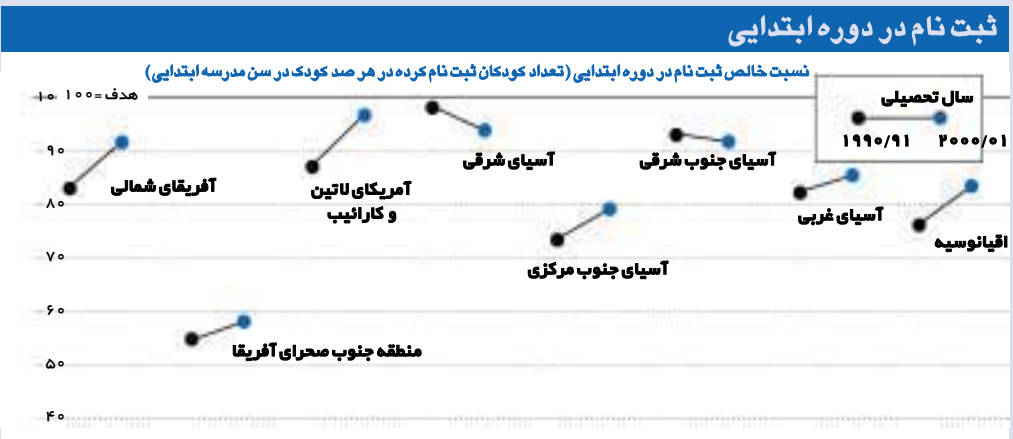 ثبت نام در دوره ابتدایی
نسبت خالص ثبت نام در دوره ابتدایی (تعداد کودکان ثبت نام کرده در هر صد کودک در سن مدرسه ابتدایی)
سال تحصیلی
۱۹۹۰/۹۱ ۲۰۰۰/۰۱
۱۰ هدف =۱۰۰
۹۰
۸۰
۷۰
۶۰
۵۰
۴۰
آفریقای شمالی
منطقه جنوب صحرای آفریقا
آمریکای لاتین
و کارائیب
آسیای شرقی
آسیای جنوب مرکزی
آسیای جنوب شرقی
آسیای غربی
اقیانوسیه